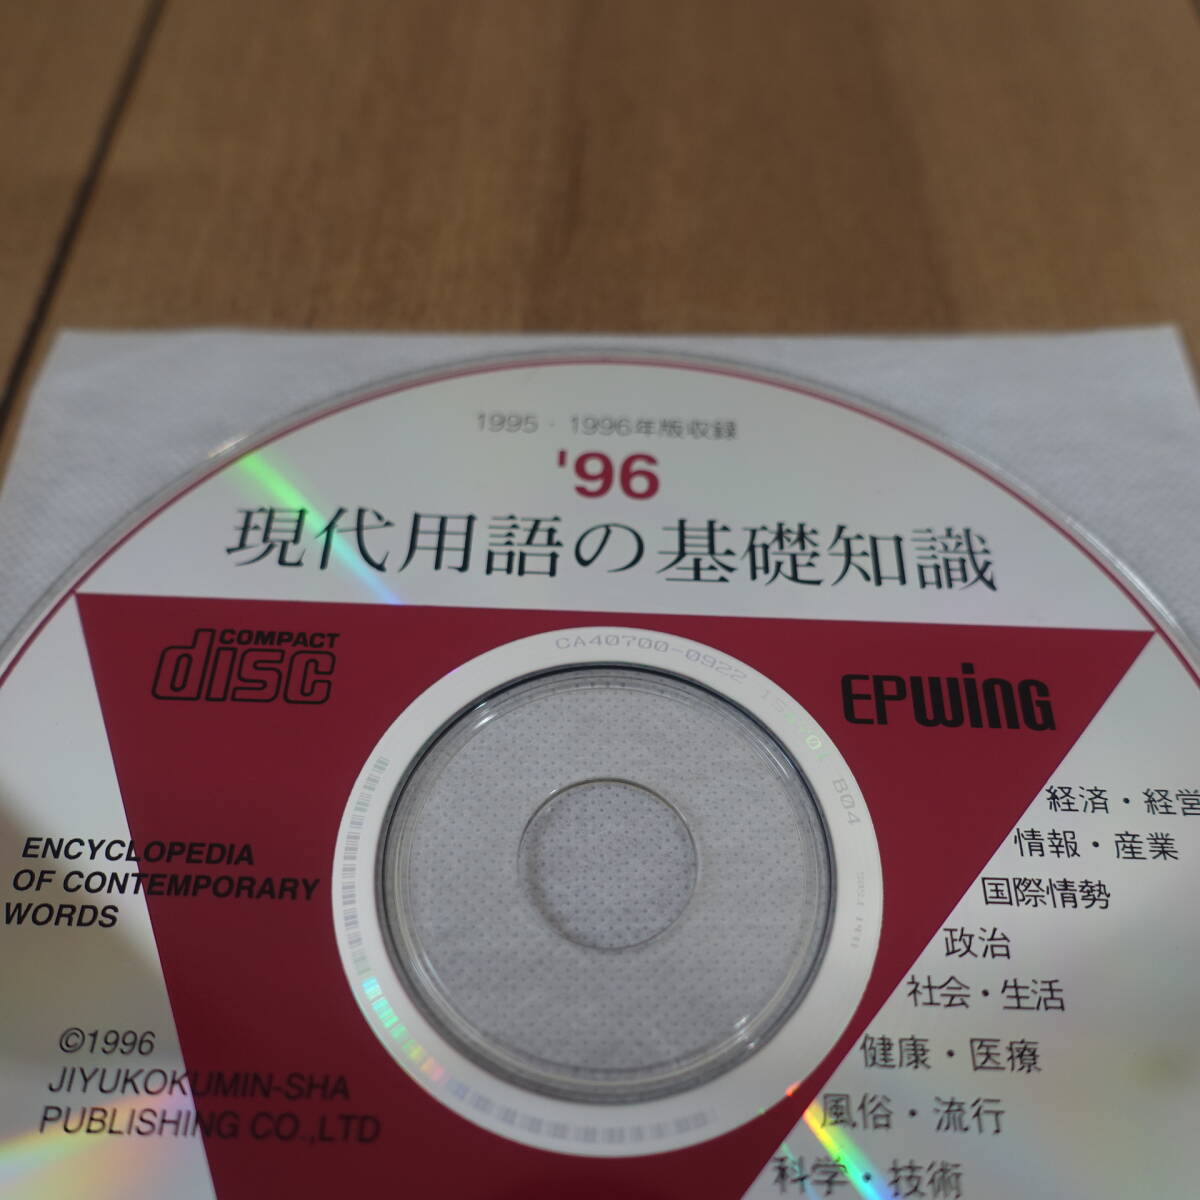 1995・1996年版収録
'96
現代用語の基礎知識
COMPACT
disc
EPWING
CA40700-0922
B04
ENCYCLOPEDIA
OF CONTEMPORARY
WORDS
©1996
JIYUKOKUMIN-SHA
PUBLISHING CO.,LTD
経済・経営
情報・産業
国際情勢
政治
社会・生活
健康・医療
風俗・流行
科学・技術